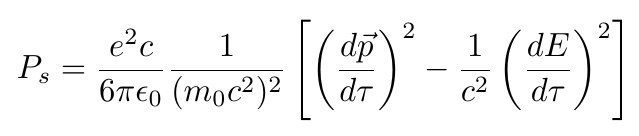 $P_s = \frac{e^2 c}{6\pi\epsilon_0} \frac{1}{(m_0 c^2)^2} \left[ \left( \frac{d\vec{p}}{d\tau} \right)^2 - \frac{1}{c^2} \left( \frac{dE}{d\tau} \right)^2 \right]$